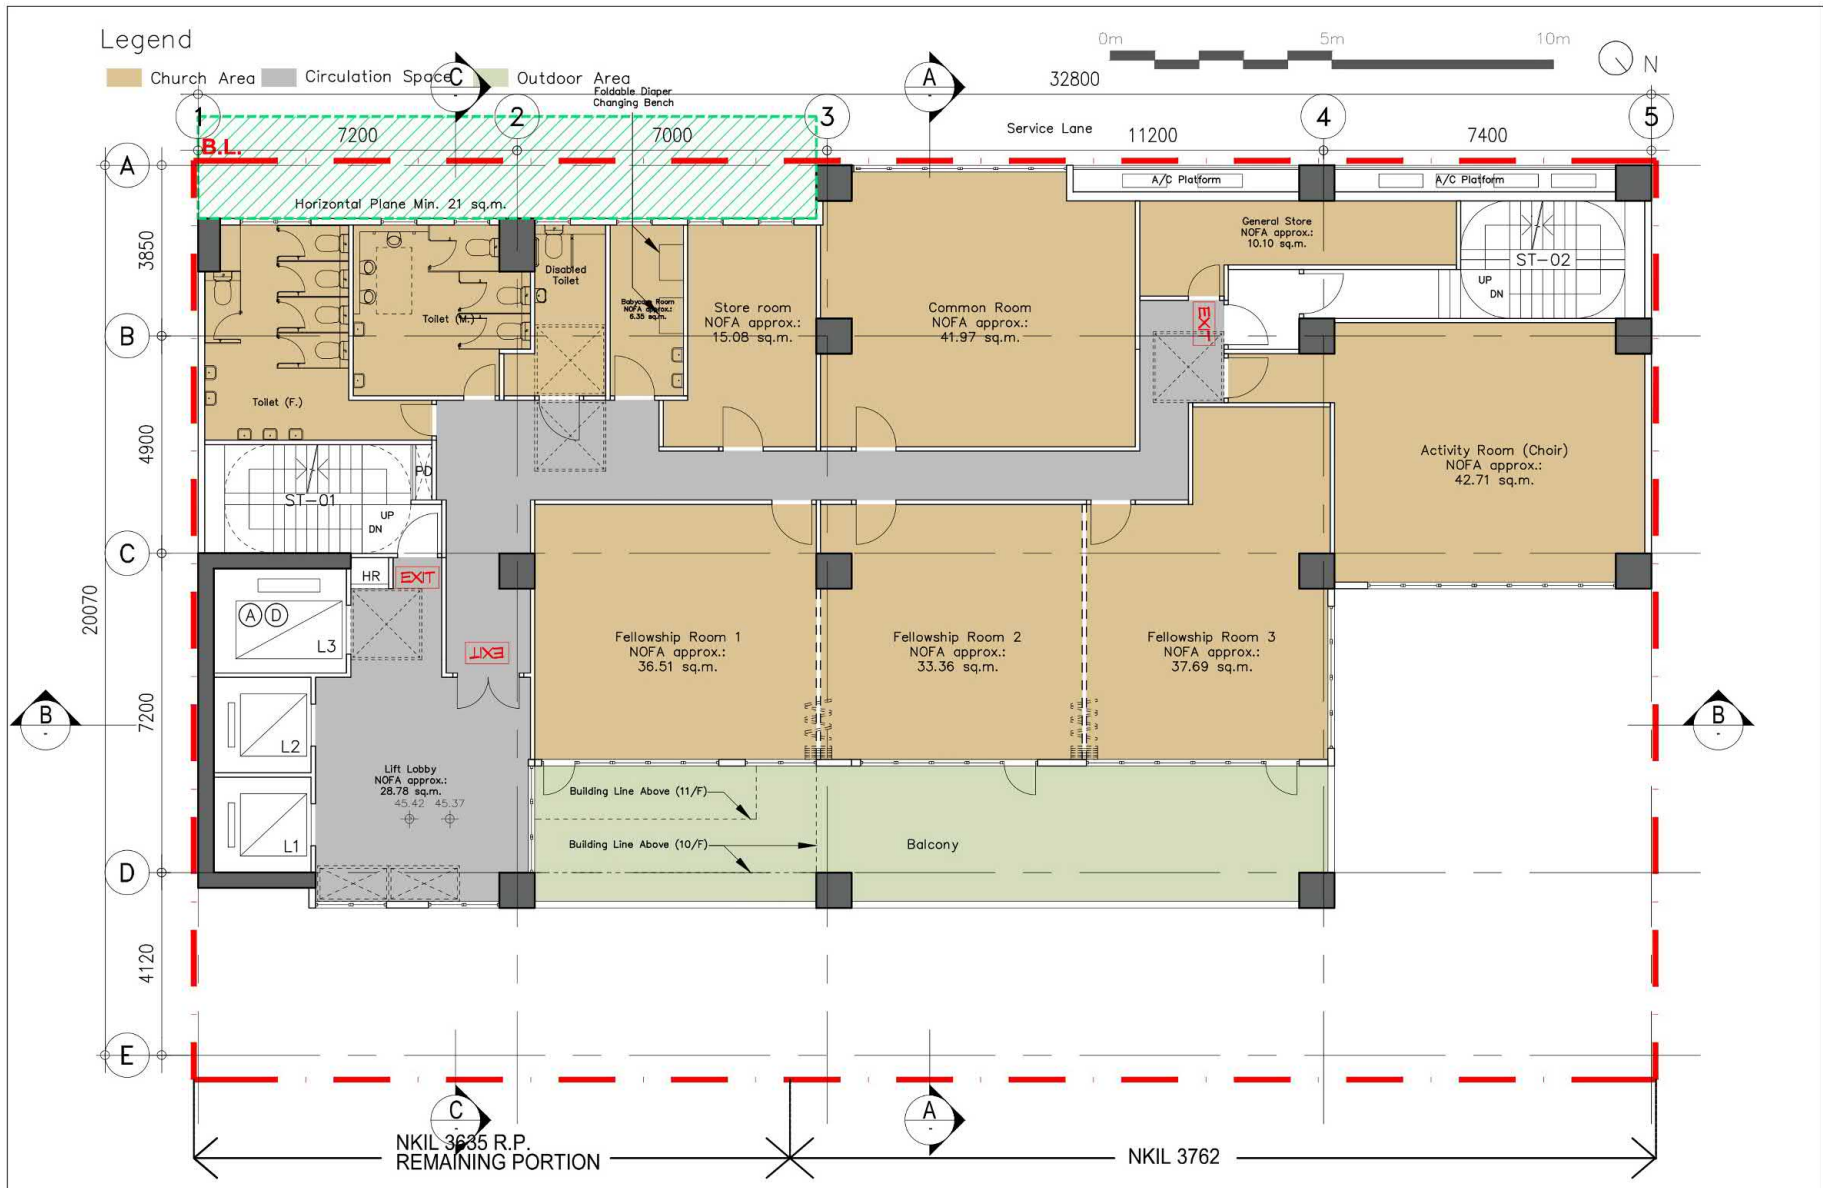 Legend
Church Area
Circulation Space
Outdoor Area
0m
5m
10m
N
C
A
32800
Foldable Diaper
Changing Bench
1
2
3
4
5
7200
7000
Service Lane
11200
7400
B.L.
A
A/C Platform
A/C Platform
Horizontal Plane Min. 21 sq.m.
3850
General Store
NOFA approx.:
10.10 sq.m.
ST-02
UP
DN
Disabled
Toilet
Babycare Room
NOFA approx.:
6.35 sq.m.
Store room
NOFA approx.:
15.08 sq.m.
Common Room
NOFA approx.:
41.97 sq.m.
EXIT
Toilet (M.)
B
Toilet (F.)
4900
Activity Room (Choir)
NOFA approx.:
42.71 sq.m.
PD
ST-01
UP
DN
C
HR
EXIT
A
D
L3
20070
EXIT
Fellowship Room 1
NOFA approx.:
36.51 sq.m.
Fellowship Room 2
NOFA approx.:
33.36 sq.m.
Fellowship Room 3
NOFA approx.:
37.69 sq.m.
7200
B
-
B
-
L2
Lift Lobby
NOFA approx.:
28.78 sq.m.
45.42
45.37
Building Line Above (11/F)
L1
Building Line Above (10/F)
Balcony
D
4120
E
C
A
-
NKIL 3635 R.P.
REMAINING PORTION
NKIL 3762